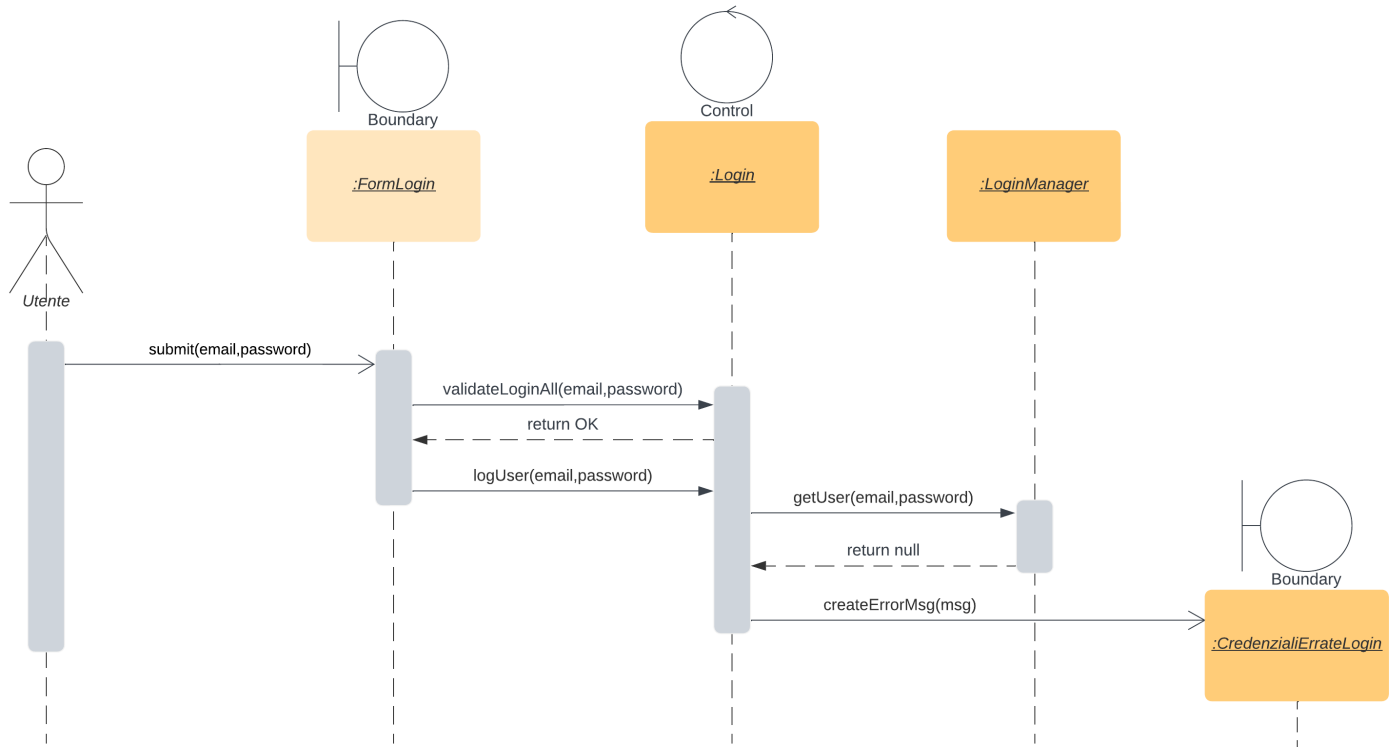 Boundary
Control
:FormLogin
:Login
:LoginManager
Utente
submit(email,password)
validateLoginAll(email,password)
return OK
logUser(email,password)
getUser(email,password)
return null
Boundary
createErrorMsg(msg)
:CredenzialiErrateLogin